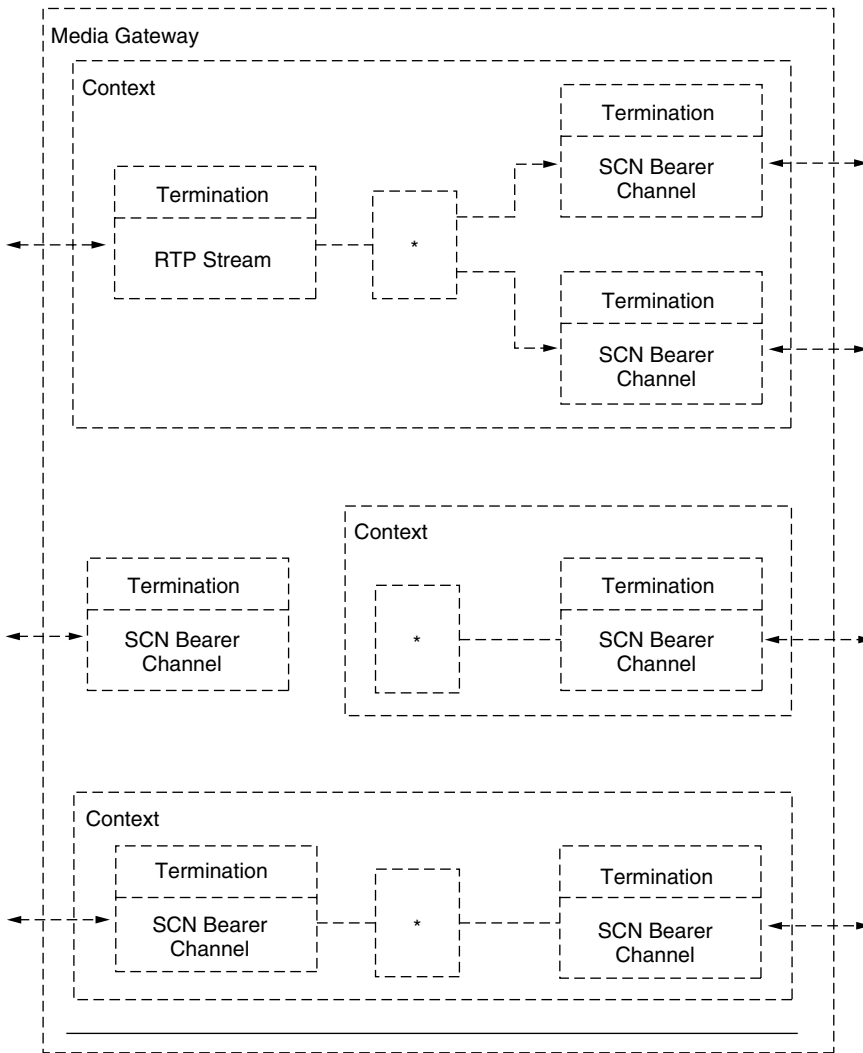 Media Gateway
Context
Termination
SCN Bearer
Channel
Termination
RTP Stream
*
Termination
SCN Bearer
Channel
Context
Termination
SCN Bearer
Channel
*
Termination
SCN Bearer
Channel
Context
Termination
SCN Bearer
Channel
*
Termination
SCN Bearer
Channel